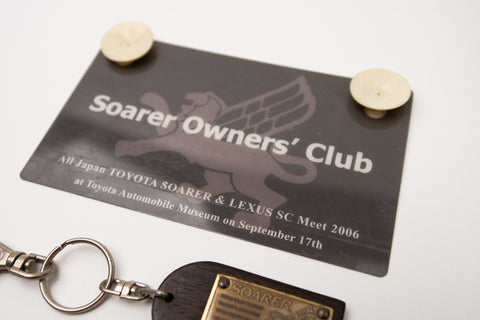 Soarer Owners' Club
All Japan TOYOTA SOARER & LEXUS SC Meet 2006
at Toyota Automobile Museum on September 17th
SOARER